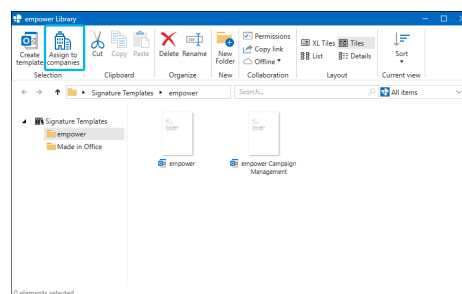 empower Library
Create template
Assign to companies
Cut
Copy
Paste
Delete
Rename
New Folder
Permissions
Copy link
Offline
XL Tiles
Tiles
List
Details
Sort
Selection
Clipboard
Organize
New
Collaboration
Layout
Current view
Signature Templates
empower
Search...
All items
Signature Templates
empower
Made in Office
empower
empower Campaign
Management
0 elements selected